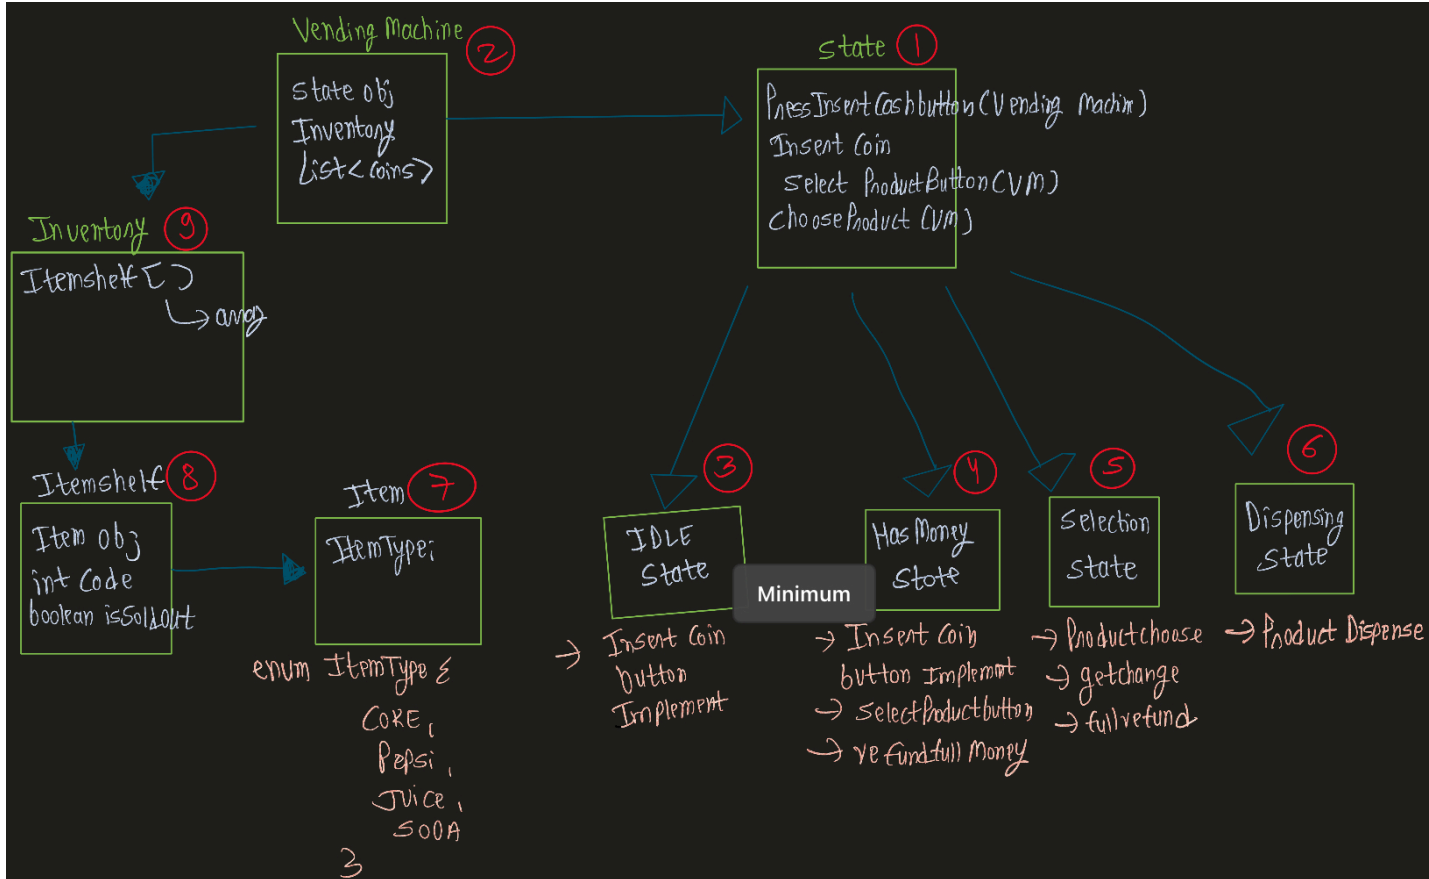 Vending Machine
2
State obj
Inventory
List<coins>
State 1
PressInsertCashbutton(Vending Machin)
Insert Coin
Select ProductButton(VM)
chooseProduct (VM)
Inventory 9
Itemshelf[ ]
array
Itemshelf 8
Item obj
int Code
boolean isSoldout
Item 7
ItemType;
enum ItemType {
COKE,
Pepsi,
JUice,
SODA
}
3
IDLE
State
→ Insert Coin
button
Implement
Minimum
4
Has Money
State
→ Insert Coin
button Implement
→ SelectProductbutton
→ refundfull Money
5
Selection
State
→ Productchoose
→ getchange
→ fullrefund
6
Dispensing
State
→ Product Dispense